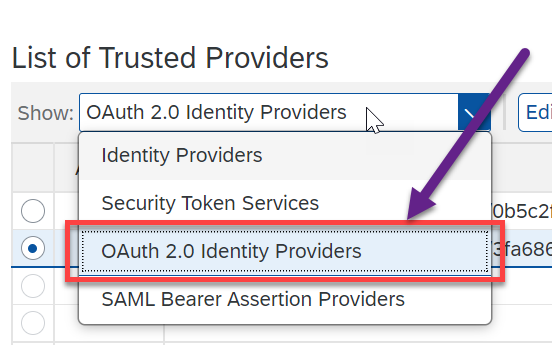 List of Trusted Providers
Show: OAuth 2.0 Identity Providers Edi
Identity Providers
Security Token Services
0b5c2f
OAuth 2.0 Identity Providers
3fa686
SAML Bearer Assertion Providers